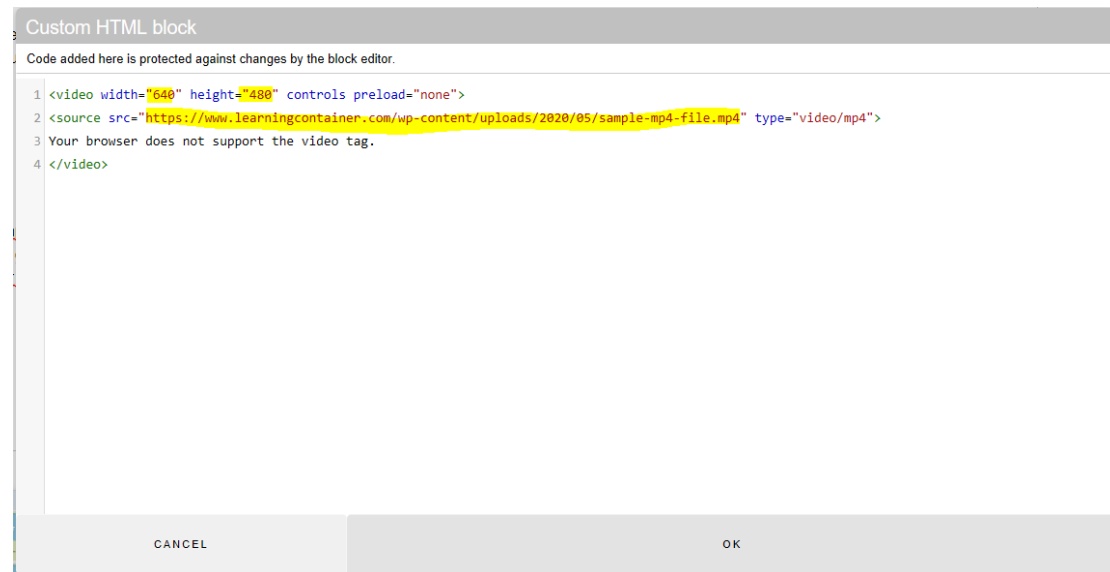 Custom HTML block
Code added here is protected against changes by the block editor.
1 <video width="640" height="480" controls preload="none">
2 <source src="https://www.learningcontainer.com/wp-content/uploads/2020/05/sample-mp4-file.mp4" type="video/mp4">
3 Your browser does not support the video tag.
4 </video>
CANCEL OK